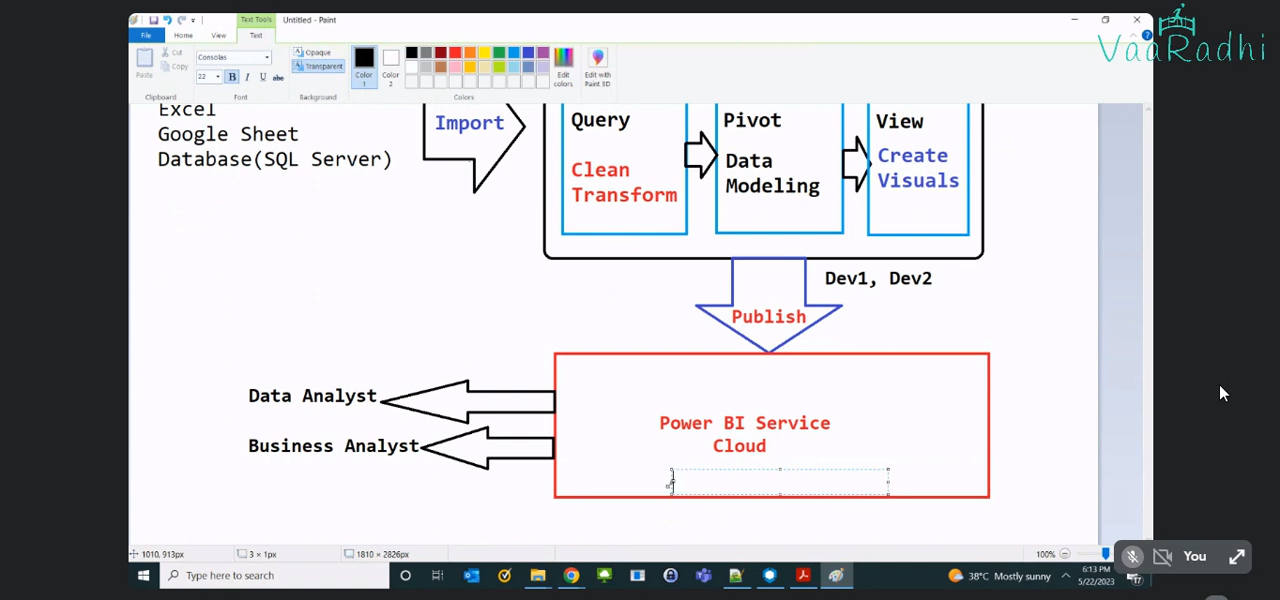 Text Tools
Untitled - Paint
File
Home
View
Text
VaaRadhi
Paste
Cut
Copy
Clipboard
Consolas
22
B
I
U
abc
Font
Opaque
Transparent
Background
Color
1
Color
2
Edit
colors
Colors
Edit with
Paint 3D
Excel
Google Sheet
Database(SQL Server)
Import
Query
Clean
Transform
Pivot
Data
Modeling
View
Create
Visuals
Dev1, Dev2
Publish
Data Analyst
Business Analyst
Power BI Service
Cloud
1010, 913px
3 × 1px
1810 × 2826px
100%
You
Type here to search
38°C Mostly sunny
6:13 PM
5/22/2023
17